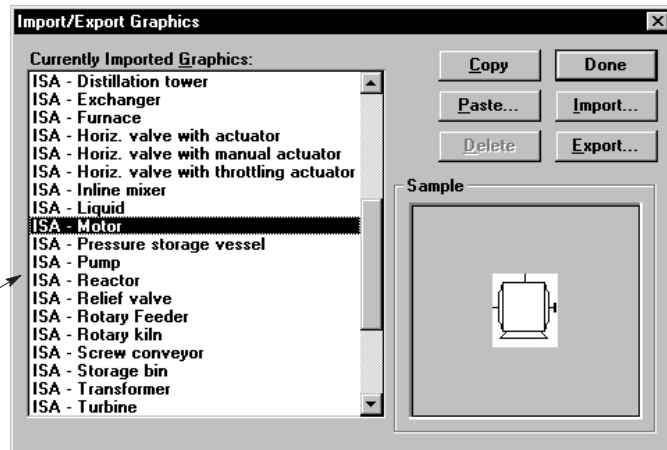 Import/Export Graphics
Currently Imported Graphics:
ISA - Distillation tower
ISA - Exchanger
ISA - Furnace
ISA - Horiz. valve with actuator
ISA - Horiz. valve with manual actuator
ISA - Horiz. valve with throttling actuator
ISA - Inline mixer
ISA - Liquid
ISA - Motor
ISA - Pressure storage vessel
ISA - Pump
ISA - Reactor
ISA - Relief valve
ISA - Rotary Feeder
ISA - Rotary kiln
ISA - Screw conveyor
ISA - Storage bin
ISA - Transformer
ISA - Turbine
Copy
Done
Paste...
Import...
Delete
Export...
Sample